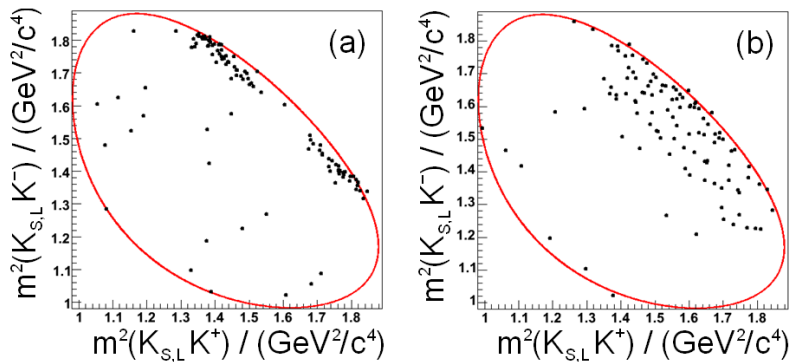 (a)
m²(K_S,L K⁻) / (GeV²/c⁴)
1.8
1.7
1.6
1.5
1.4
1.3
1.2
1.1
1
1 1.1 1.2 1.3 1.4 1.5 1.6 1.7 1.8
m²(K_S,L K⁺) / (GeV²/c⁴)
(b)
m²(K_S,L K⁻) / (GeV²/c⁴)
1.8
1.7
1.6
1.5
1.4
1.3
1.2
1.1
1
1 1.1 1.2 1.3 1.4 1.5 1.6 1.7 1.8
m²(K_S,L K⁺) / (GeV²/c⁴)